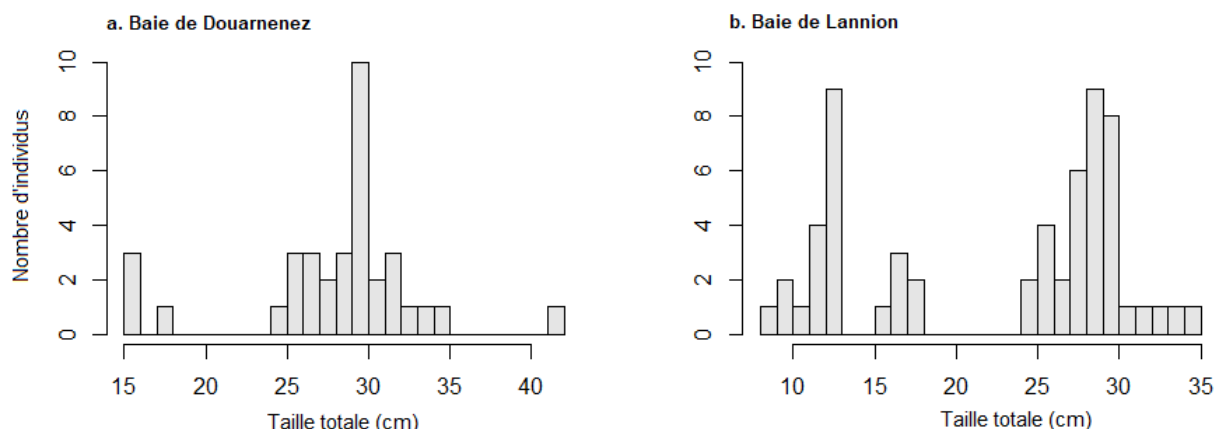 a. Baie de Douarnenez
Nombre d'individus
0 2 4 6 8 10
15 20 25 30 35 40
Taille totale (cm)
b. Baie de Lannion
0 2 4 6 8 10
10 15 20 25 30 35
Taille totale (cm)